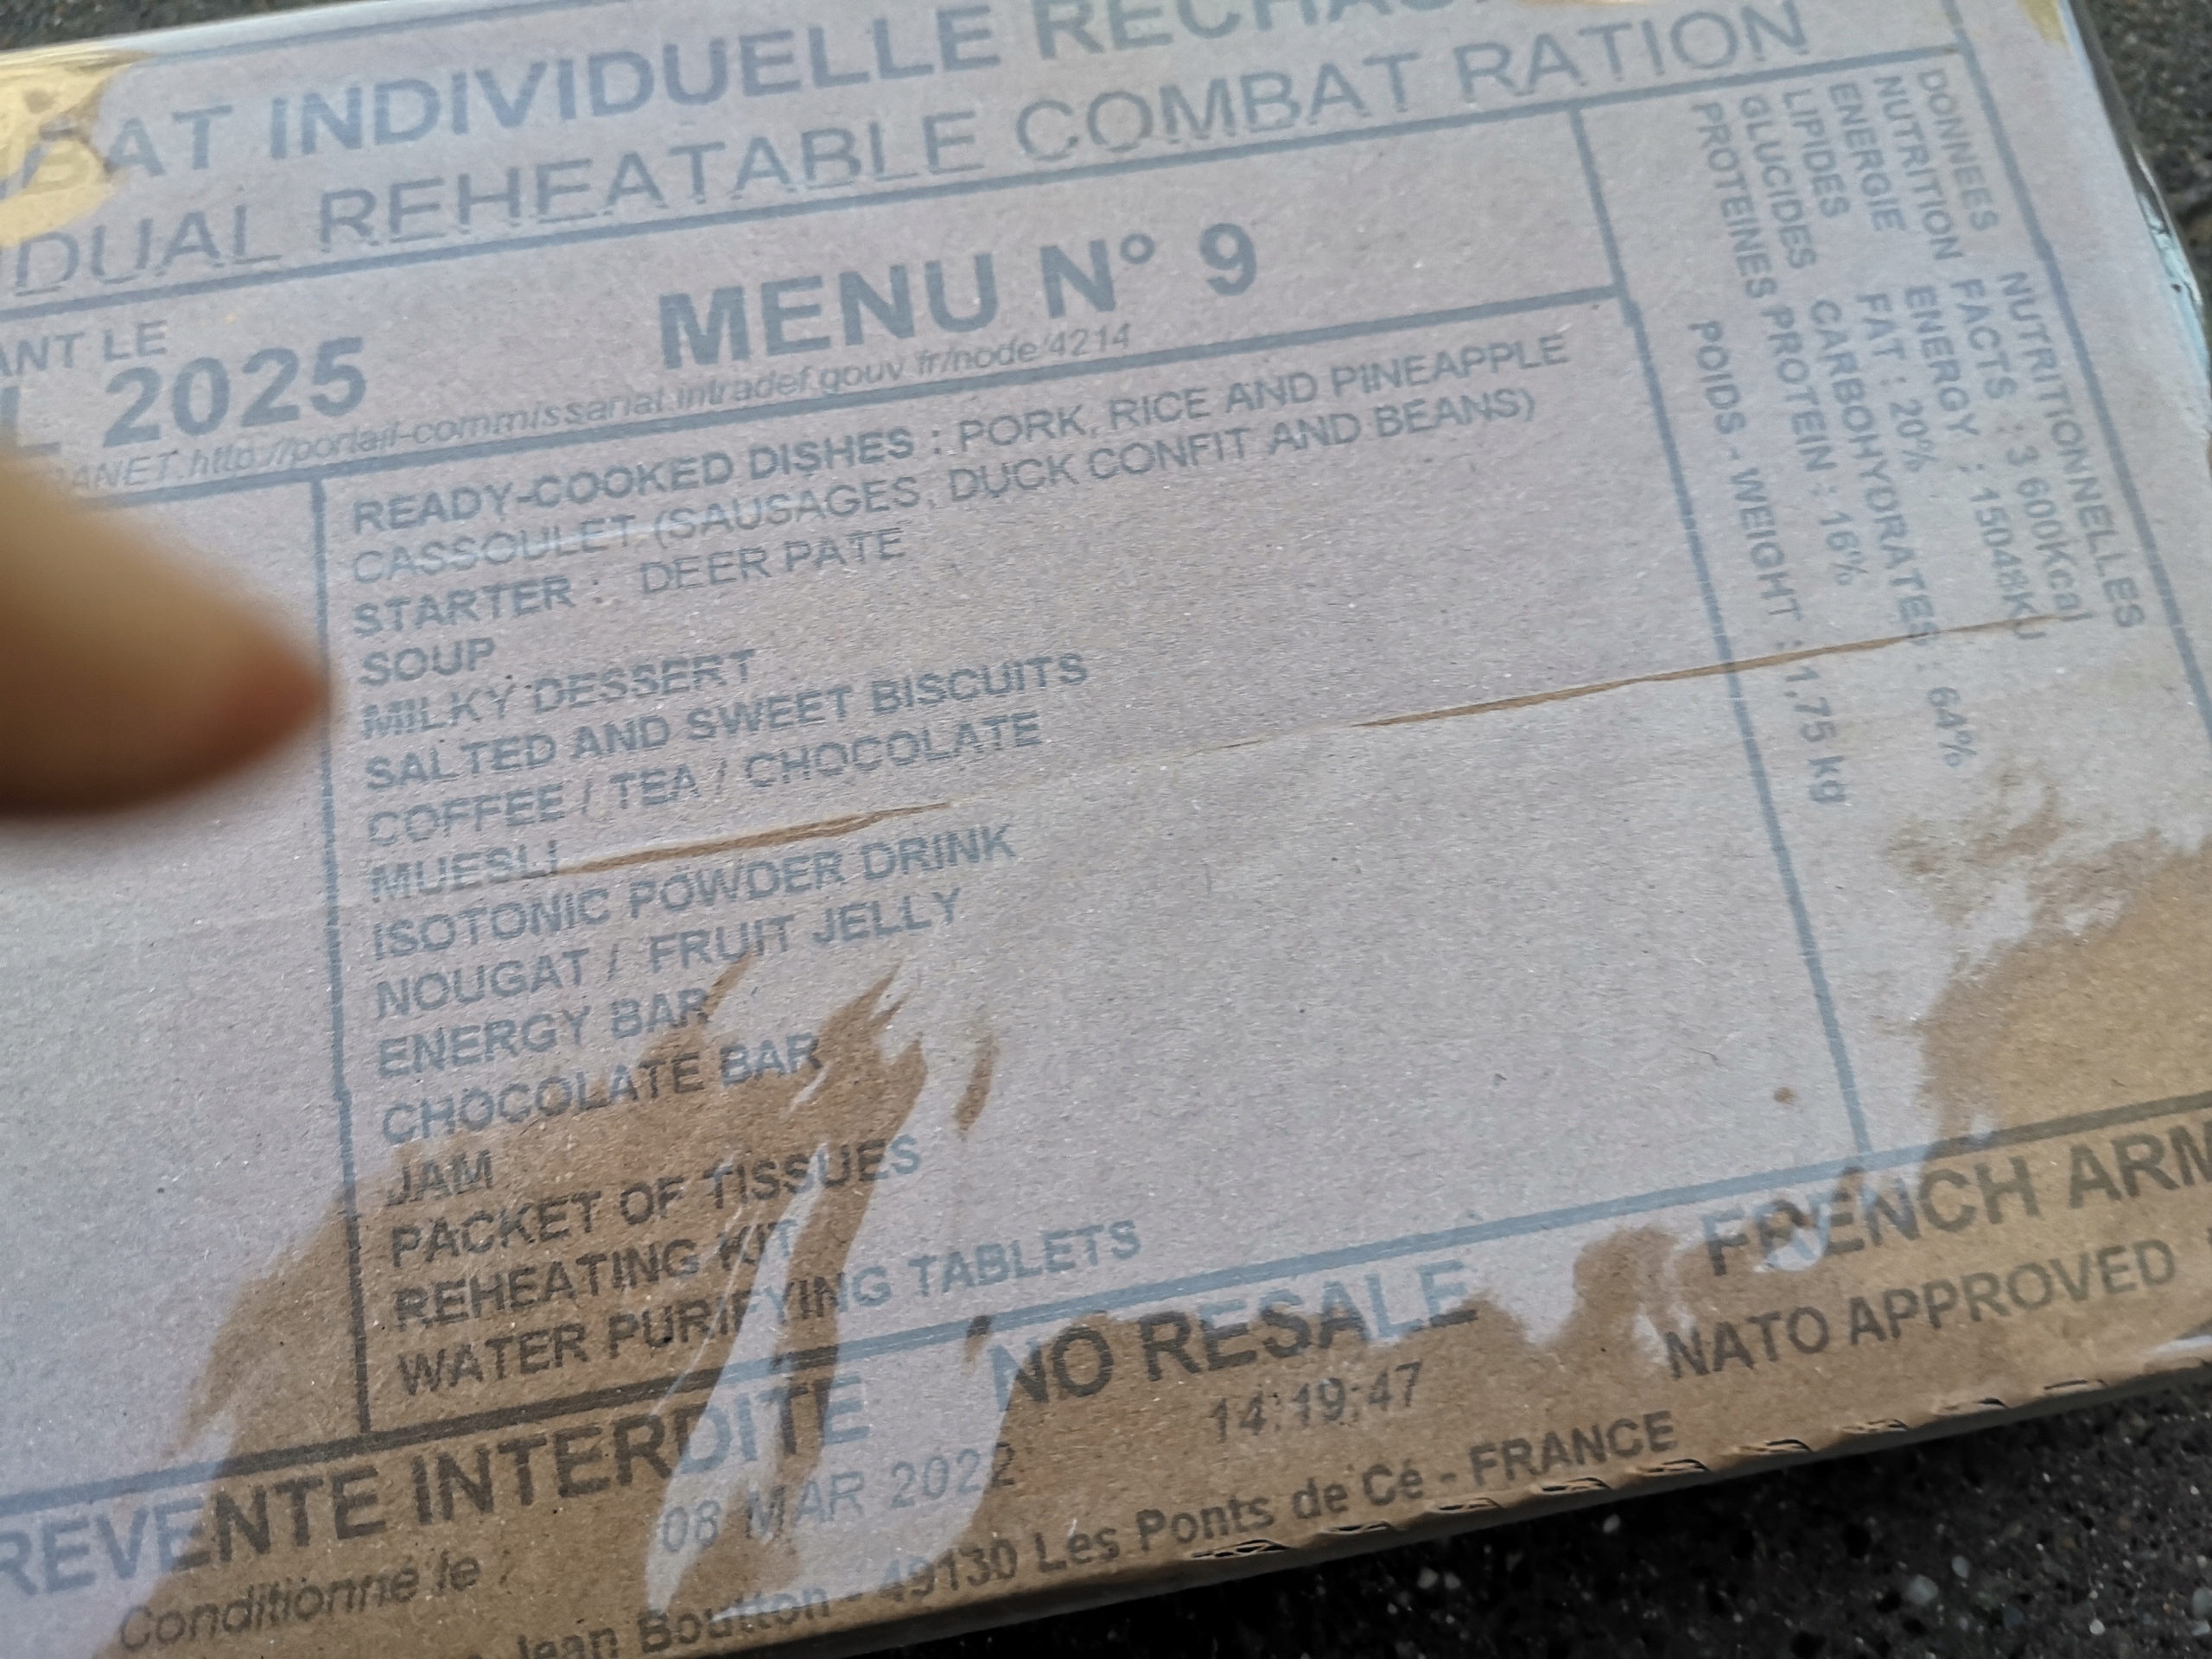 BAT INDIVIDUELLE
DUAL REHEATABLE COMBAT RATION
ANT LE
2025
MENU N° 9
http://portail-commissariat.intradef.gouv.fr/node/4214
READY-COOKED DISHES : PORK, RICE AND PINEAPPLE
CASSOULET (SAUSAGES, DUCK CONFIT AND BEANS)
STARTER : DEER PATE
SOUP
MILKY DESSERT
SALTED AND SWEET BISCUITS
COFFEE / TEA / CHOCOLATE
MUESLI
ISOTONIC POWDER DRINK
NOUGAT / FRUIT JELLY
ENERGY BAR
CHOCOLATE BAR
JAM
PACKET OF TISSUES
REHEATING KIT
WATER PURIFYING TABLETS
DONNEES NUTRITIONNELLES
NUTRITION FACTS : 3 600Kcal
ENERGIE ENERGY : 15048KJ
LIPIDES FAT : 20%
GLUCIDES CARBOHYDRATES : 64%
PROTEINES PROTEIN : 16%
POIDS - WEIGHT : 1,75 kg
REVENTE INTERDITE NO RESALE
FRENCH
NATO APPROVED
Conditionné le : 08 MAR 2022 14:19:47
Jean Boutton - 49130 Les Ponts de Cé - FRANCE